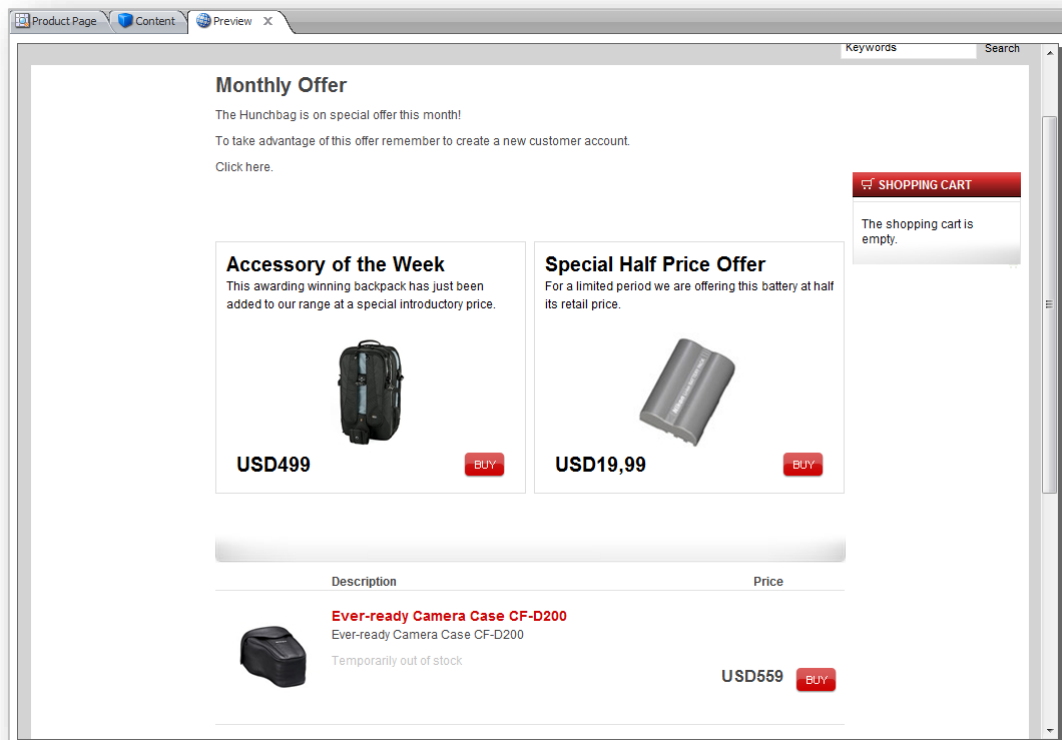 Product Page
Content
Preview X
Keywords
Search
Monthly Offer
The Hunchbag is on special offer this month!
To take advantage of this offer remember to create a new customer account.
Click here.
SHOPPING CART
The shopping cart is
empty.
Accessory of the Week
This awarding winning backpack has just been
added to our range at a special introductory price.
USD499
BUY
Special Half Price Offer
For a limited period we are offering this battery at half
its retail price.
USD19,99
BUY
Description
Price
Ever-ready Camera Case CF-D200
Ever-ready Camera Case CF-D200
Temporarily out of stock
USD559
BUY